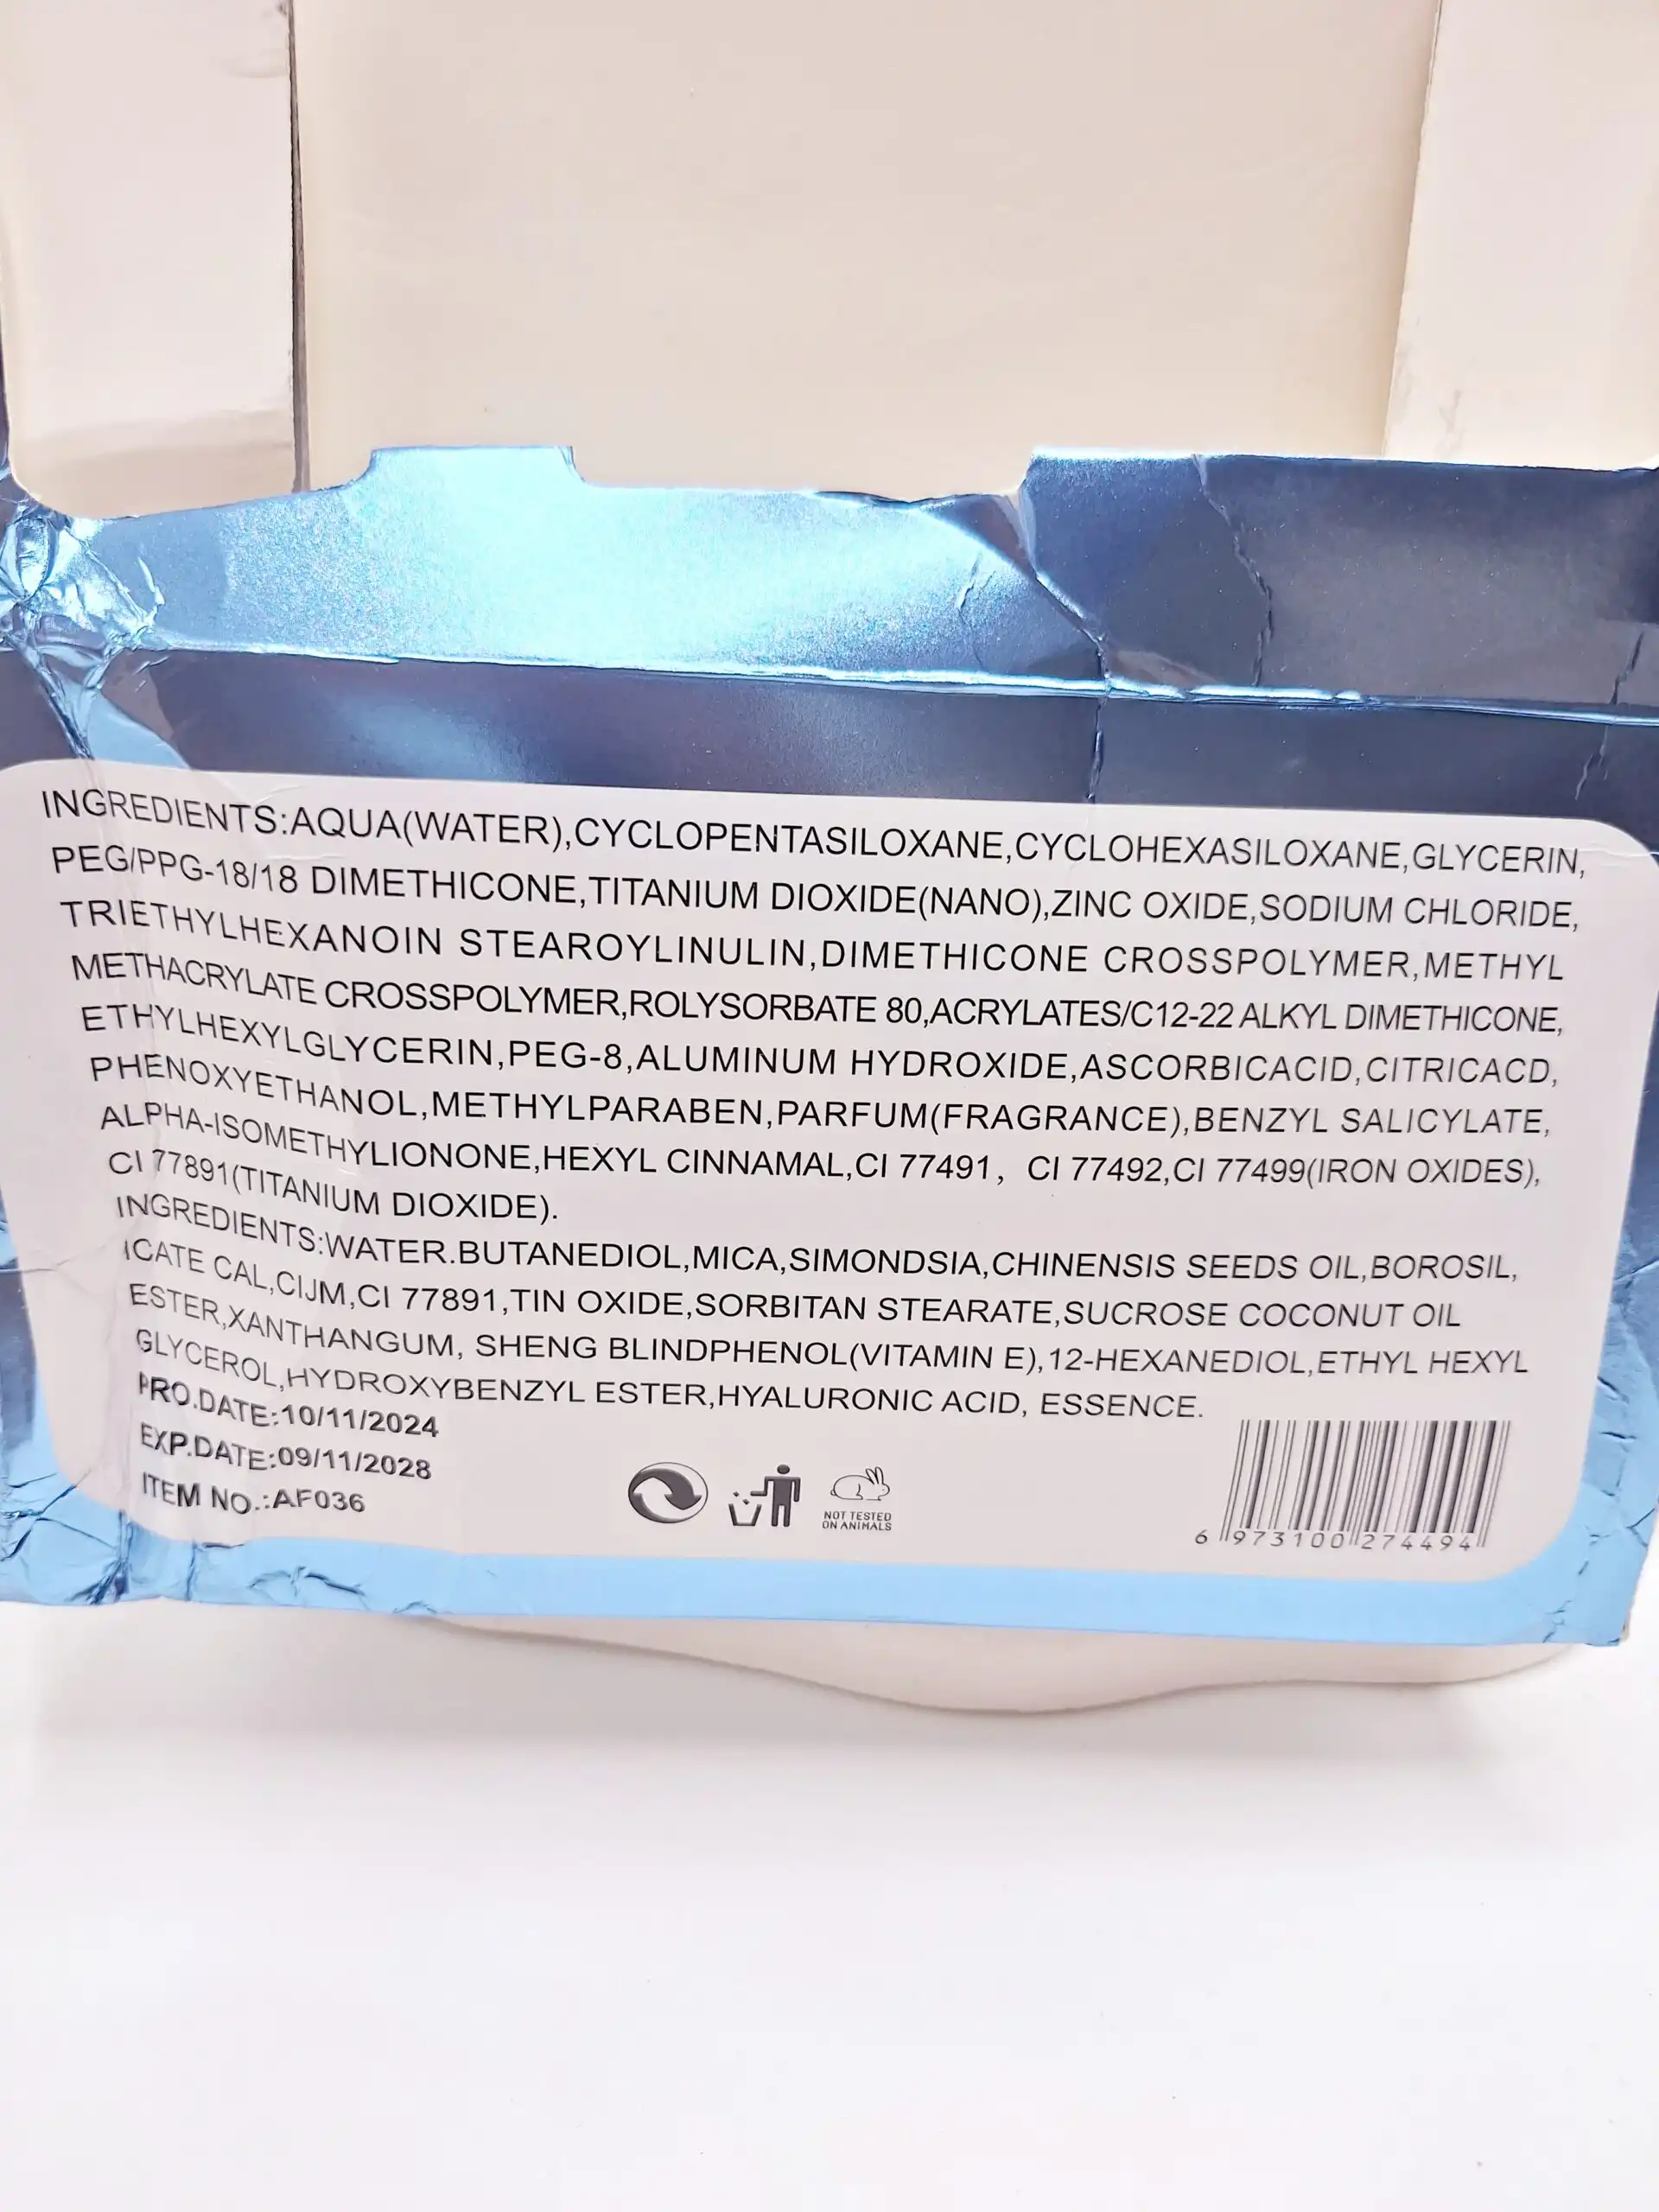 INGREDIENTS:AQUA(WATER),CYCLOPENTASILOXANE,CYCLOHEXASILOXANE,GLYCERIN,
PEG/PPG-18/18 DIMETHICONE,TITANIUM DIOXIDE(NANO),ZINC OXIDE,SODIUM CHLORIDE,
TRIETHYLHEXANOIN STEAROYLINULIN,DIMETHICONE CROSSPOLYMER,METHYL
METHACRYLATE CROSSPOLYMER,ROLYSORBATE 80,ACRYLATES/C12-22 ALKYL DIMETHICONE,
ETHYLHEXYLGLYCERIN,PEG-8,ALUMINUM HYDROXIDE,ASCORBICACID,CITRICACD,
PHENOXYETHANOL,METHYLPARABEN,PARFUM(FRAGRANCE),BENZYL SALICYLATE,
ALPHA-ISOMETHYLIONONE,HEXYL CINNAMAL,CI 77491, CI 77492,CI 77499(IRON OXIDES),
CI 77891(TITANIUM DIOXIDE).
INGREDIENTS:WATER.BUTANEDIOL,MICA,SIMONDSIA,CHINENSIS SEEDS OIL,BOROSIL,
ICATE CAL,CIJM,CI 77891,TIN OXIDE,SORBITAN STEARATE,SUCROSE COCONUT OIL
ESTER,XANTHANGUM, SHENG BLINDPHENOL(VITAMIN E),12-HEXANEDIOL,ETHYL HEXYL
GLYCEROL,HYDROXYBENZYL ESTER,HYALURONIC ACID, ESSENCE.
PRO.DATE:10/11/2024
EXP.DATE:09/11/2028
ITEM NO.:AF036
NOT TESTED
ON ANIMALS
6 973100 274494